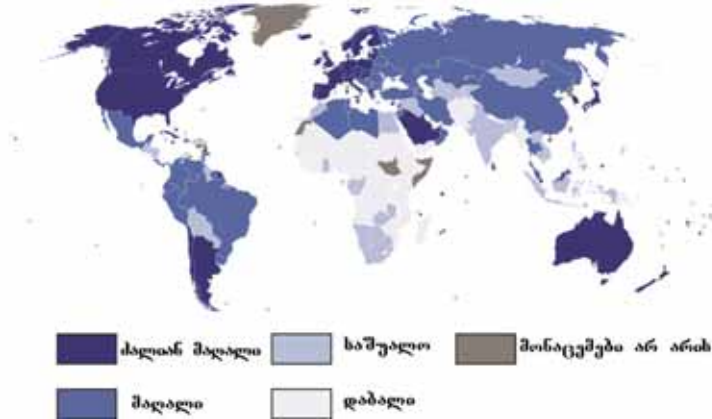 ძალიან მაღალი
საშუალო
მონაცემები არ არის
მაღალი
დაბალი